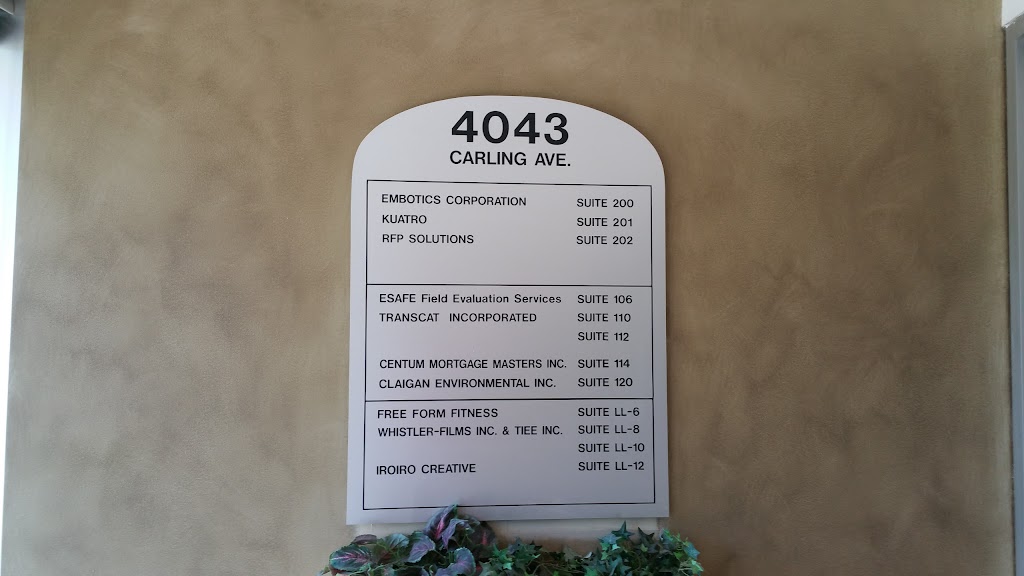 4043
CARLING AVE.
EMBOTICS CORPORATION SUITE 200
KUATRO SUITE 201
RFP SOLUTIONS SUITE 202
ESAFE Field Evaluation Services SUITE 106
TRANSCAT INCORPORATED SUITE 110
SUITE 112
CENTUM MORTGAGE MASTERS INC. SUITE 114
CLAIGAN ENVIRONMENTAL INC. SUITE 120
FREE FORM FITNESS SUITE LL-6
WHISTLER-FILMS INC. & TIEE INC. SUITE LL-8
SUITE LL-10
IROIRO CREATIVE SUITE LL-12